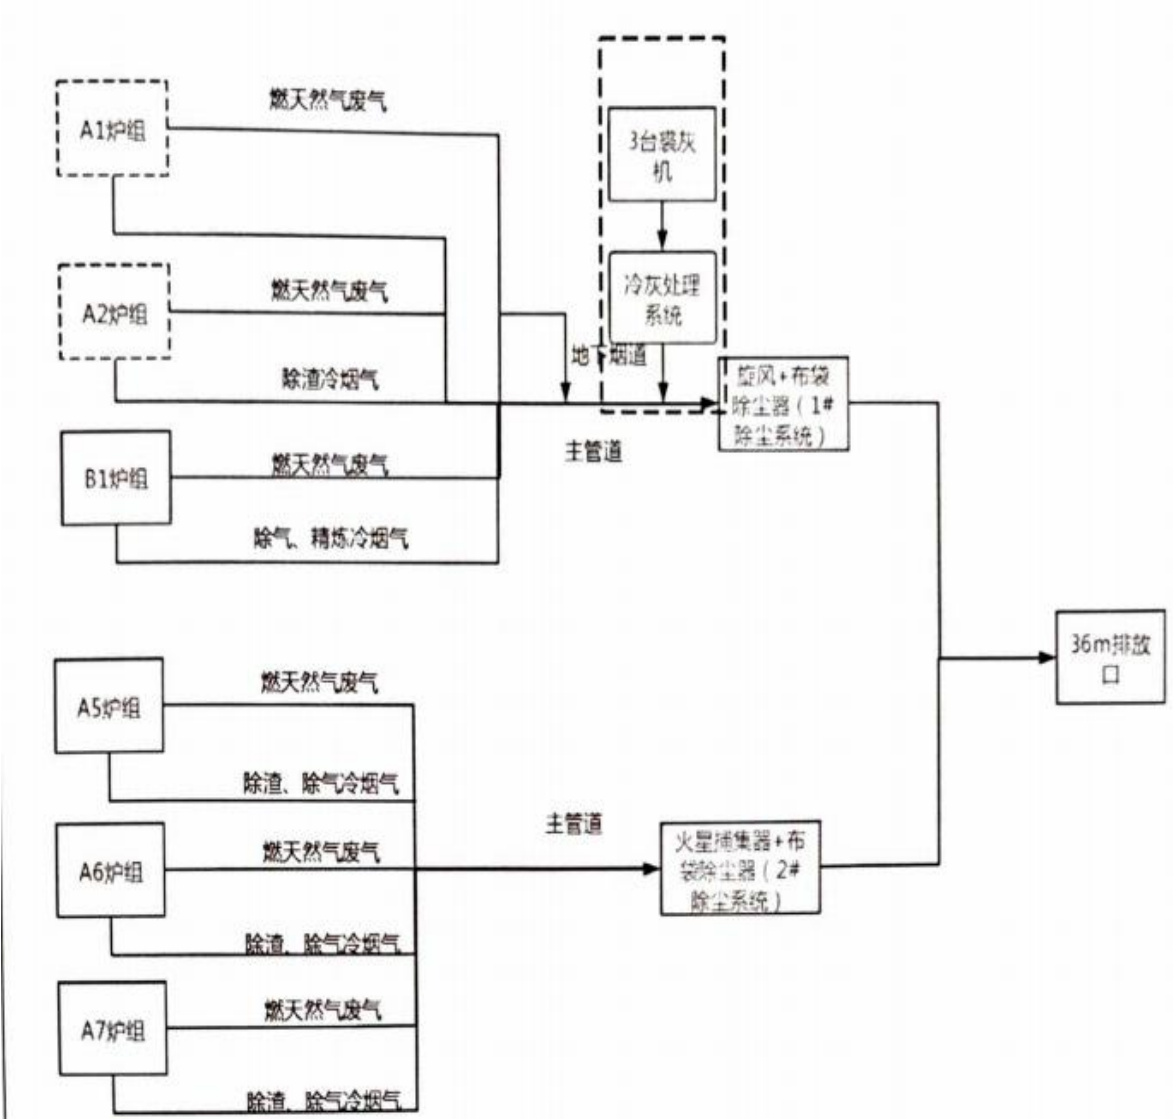 燃天然气废气
A1炉组
3台袋灰
机
A2炉组
燃天然气废气
冷灰处理
系统
地下烟道
除渣冷烟气
旋风+布袋
除尘器(1#
除尘系统)
主管道
B1炉组
燃天然气废气
除气、精炼冷烟气
36m排放
口
A5炉组
燃天然气废气
除渣、除气冷烟气
主管道
A6炉组
燃天然气废气
火星捕集器+布
袋除尘器(2#
除尘系统)
除渣、除气冷烟气
A7炉组
燃天然气废气
除渣、除气冷烟气